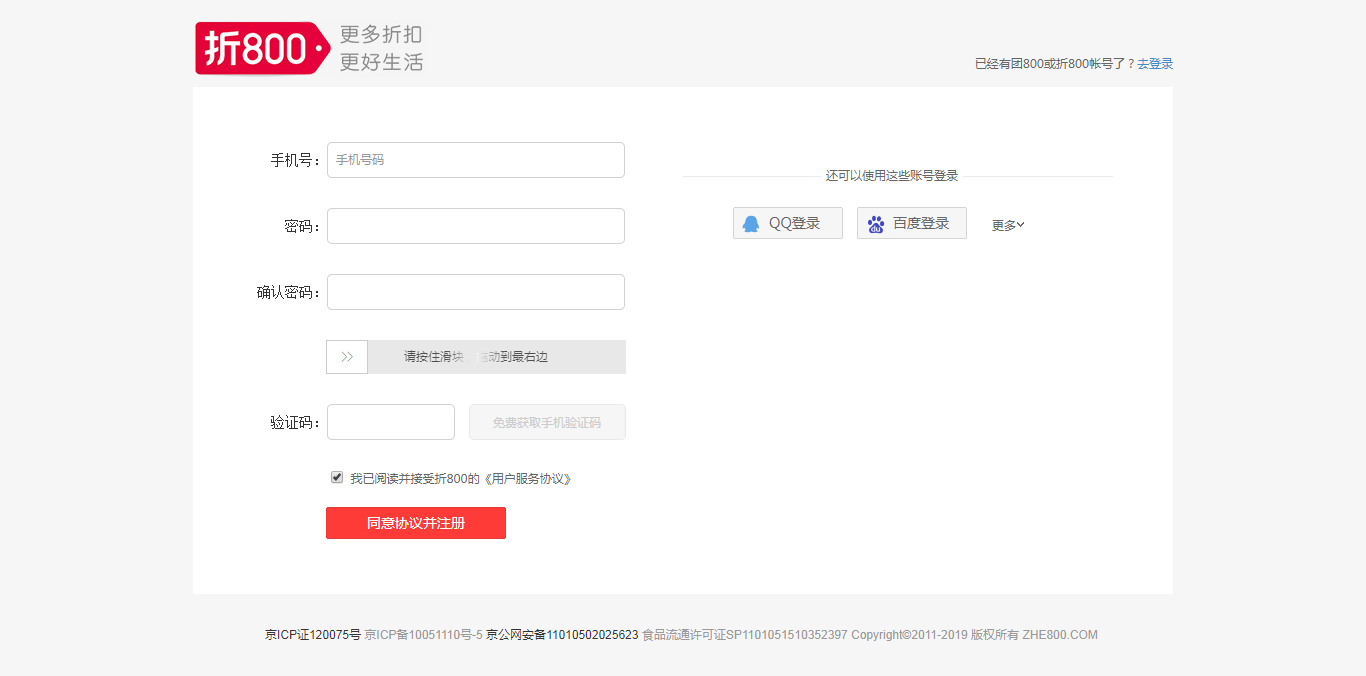 折800
更多折扣
更好生活
已经有团800或折800帐号了？去登录
手机号：
手机号码
密码：
确认密码：
请按住滑块 动到最右边
验证码：
免费获取手机验证码
我已阅读并接受折800的《用户服务协议》
同意协议并注册
还可以使用这些账号登录
QQ登录
du
百度登录
更多
京ICP证120075号 京ICP备10051110号-5 京公网安备11010502025623 食品流通许可证SP1101051510352397 Copyright©2011-2019 版权所有 ZHE800.COM